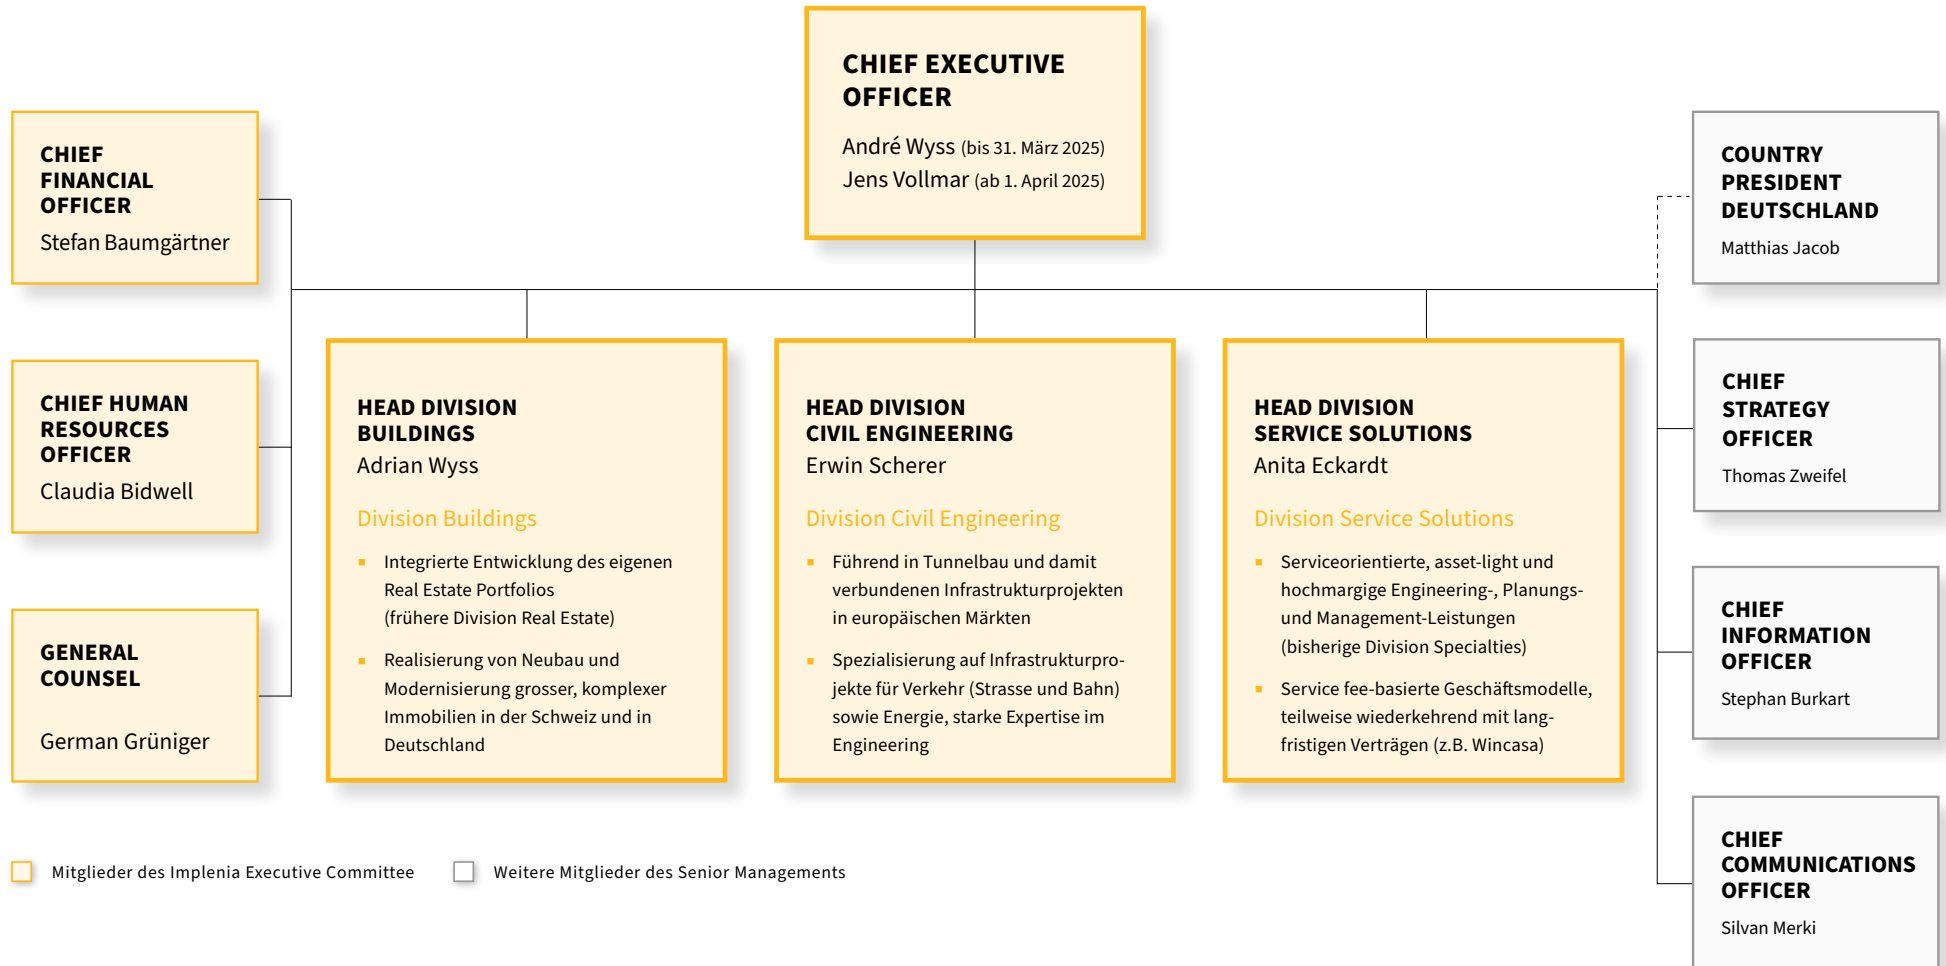 CHIEF EXECUTIVE
OFFICER
André Wyss (bis 31. März 2025)
Jens Vollmar (ab 1. April 2025)
CHIEF
FINANCIAL
OFFICER
Stefan Baumgärtner
CHIEF HUMAN
RESOURCES
OFFICER
Claudia Bidwell
GENERAL
COUNSEL
German Grüniger
HEAD DIVISION
BUILDINGS
Adrian Wyss
Division Buildings
▪ Integrierte Entwicklung des eigenen
Real Estate Portfolios
(frühere Division Real Estate)
▪ Realisierung von Neubau und
Modernisierung grosser, komplexer
Immobilien in der Schweiz und in
Deutschland
HEAD DIVISION
CIVIL ENGINEERING
Erwin Scherer
Division Civil Engineering
▪ Führend in Tunnelbau und damit
verbundenen Infrastrukturprojekten
in europäischen Märkten
▪ Spezialisierung auf Infrastrukturpro-
jekte für Verkehr (Strasse und Bahn)
sowie Energie, starke Expertise im
Engineering
HEAD DIVISION
SERVICE SOLUTIONS
Anita Eckardt
Division Service Solutions
▪ Serviceorientierte, asset-light und
hochmargige Engineering-, Planungs-
und Management-Leistungen
(bisherige Division Specialties)
▪ Service fee-basierte Geschäftsmodelle,
teilweise wiederkehrend mit lang-
fristigen Verträgen (z.B. Wincasa)
COUNTRY
PRESIDENT
DEUTSCHLAND
Matthias Jacob
CHIEF
STRATEGY
OFFICER
Thomas Zweifel
CHIEF
INFORMATION
OFFICER
Stephan Burkart
CHIEF
COMMUNICATIONS
OFFICER
Silvan Merki
Mitglieder des Implenia Executive Committee
Weitere Mitglieder des Senior Managements